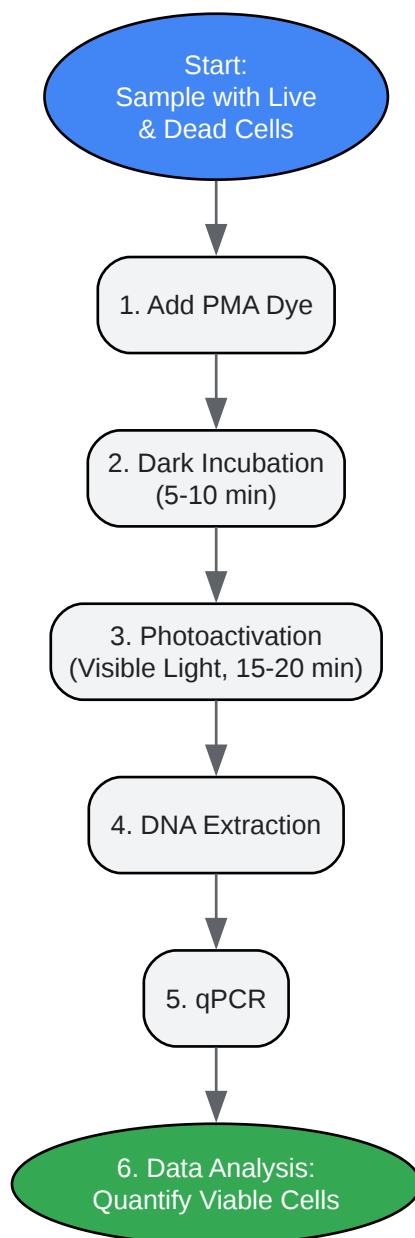 Start:
Sample with Live
& Dead Cells
1. Add PMA Dye
2. Dark Incubation
(5-10 min)
3. Photoactivation
(Visible Light, 15-20 min)
4. DNA Extraction
5. qPCR
6. Data Analysis:
Quantify Viable Cells